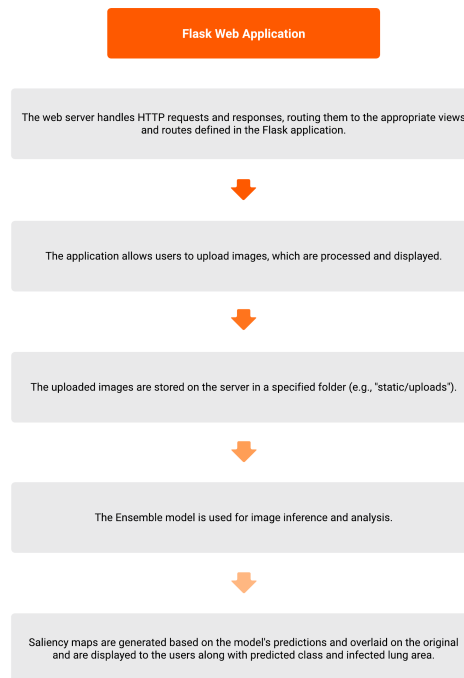 Flask Web Application
The web server handles HTTP requests and responses, routing them to the appropriate views
and routes defined in the Flask application.
The application allows users to upload images, which are processed and displayed.
The uploaded images are stored on the server in a specified folder (e.g., "static/uploads").
The Ensemble model is used for image inference and analysis.
Saliency maps are generated based on the model's predictions and overlaid on the original
and are displayed to the users along with predicted class and infected lung area.